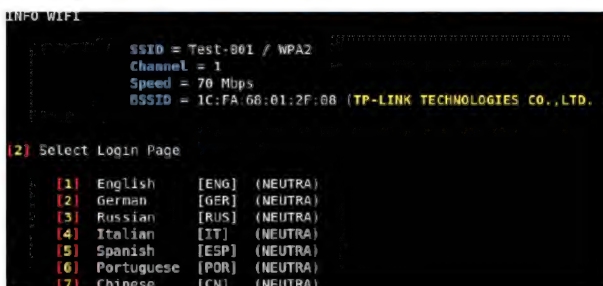 INFO WIFI
SSID = Test-001 / WPA2
Channel = 1
Speed = 70 Mbps
BSSID = 1C:FA:68:01:2F:08 (TP-LINK TECHNOLOGIES CO.,LTD.
[2] Select Login Page
[1] English [ENG] (NEUTRA)
[2] German [GER] (NEUTRA)
[3] Russian [RUS] (NEUTRA)
[4] Italian [IT] (NEUTRA)
[5] Spanish [ESP] (NEUTRA)
[6] Portuguese [POR] (NEUTRA)
[7] Chinese [CN] (NEUTRA)